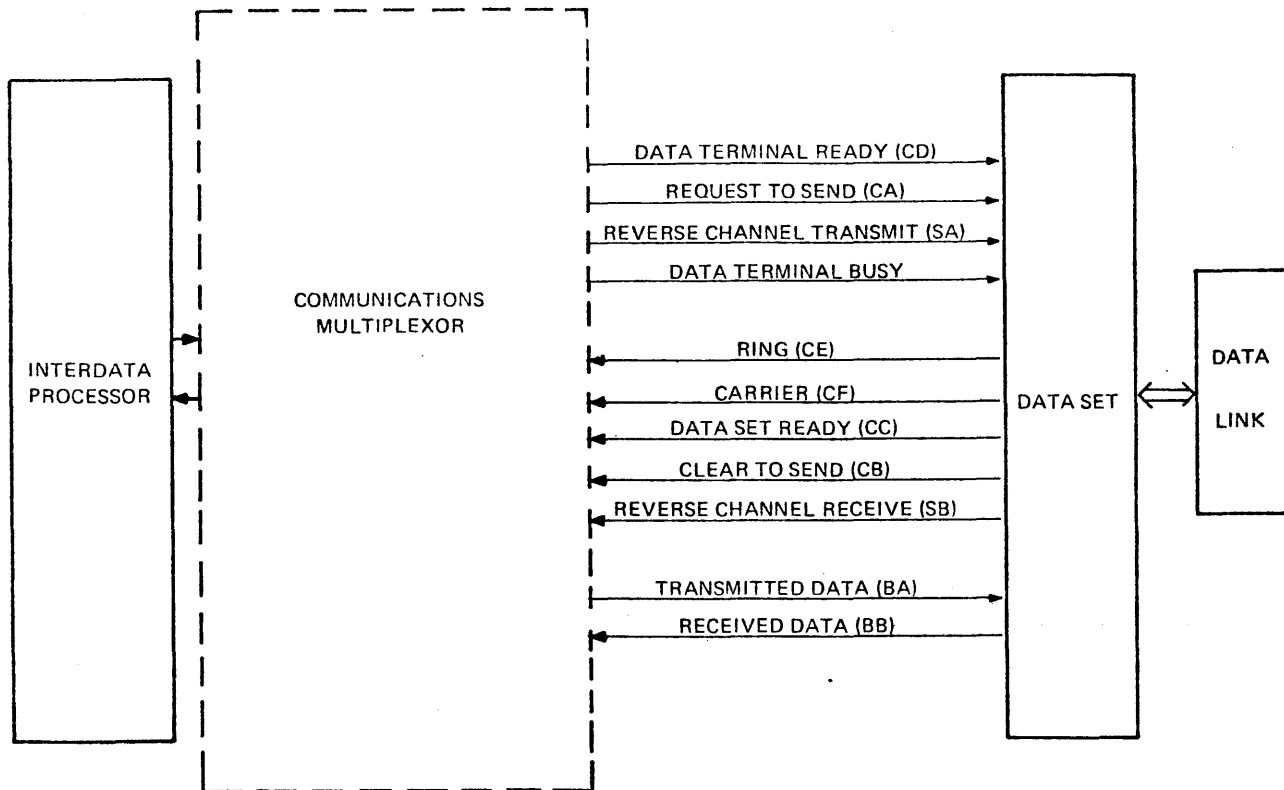 INTERDATA
PROCESSOR
COMMUNICATIONS
MULTIPLEXOR
DATA TERMINAL READY (CD)
REQUEST TO SEND (CA)
REVERSE CHANNEL TRANSMIT (SA)
DATA TERMINAL BUSY
RING (CE)
CARRIER (CF)
DATA SET READY (CC)
CLEAR TO SEND (CB)
REVERSE CHANNEL RECEIVE (SB)
TRANSMITTED DATA (BA)
RECEIVED DATA (BB)
DATA SET
DATA
LINK